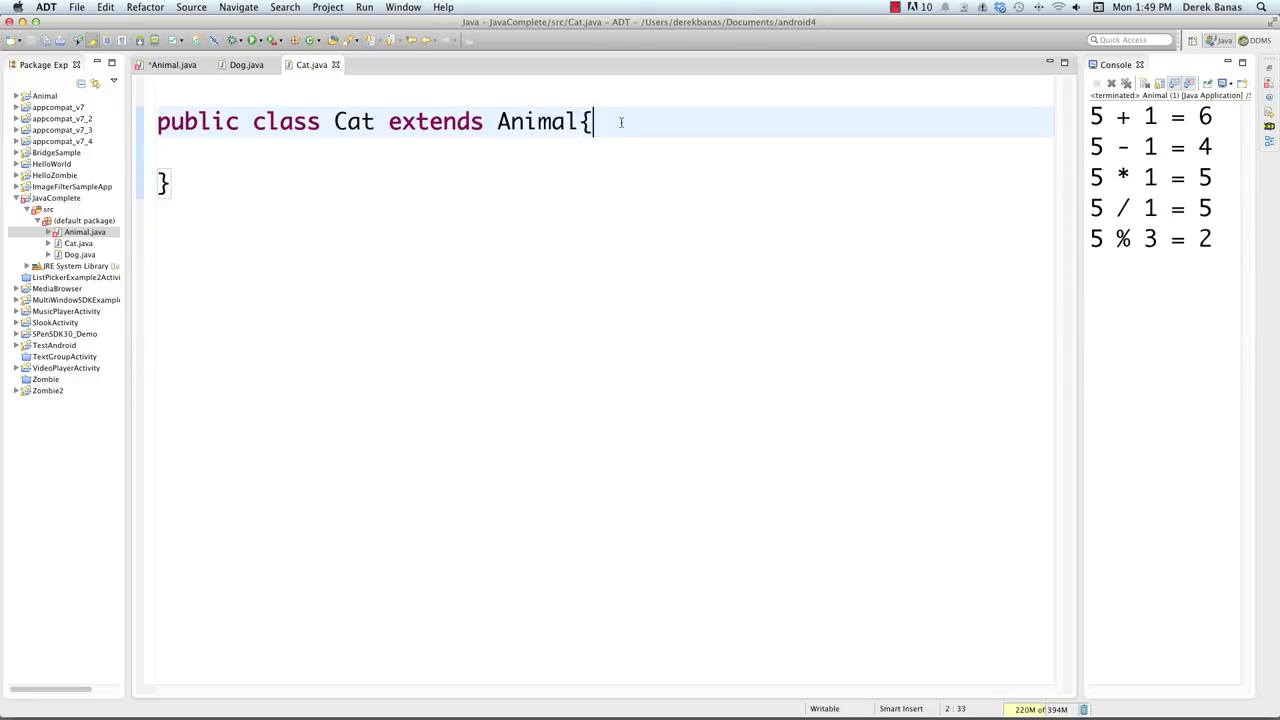 ADT File Edit Refactor Source Navigate Search Project Run Window Help 10 Mon 1:49 PM Derek Banas
Java - JavaComplete/src/Cat.java - ADT - /Users/derekbanas/Documents/android4
Quick Access Java DDMS
Package Exp
*Animal.java Dog.java Cat.java
Console
<terminated> Animal (1) [Java Application] /S
Animal
appcompat_v7
appcompat_v7_2
appcompat_v7_3
appcompat_v7_4
BridgeSample
HelloWorld
HelloZombie
ImageFilterSampleApp
JavaComplete
src
(default package)
Animal.java
Cat.java
Dog.java
JRE System Library [Ja
ListPickerExample2Activi
MediaBrowser
MultiWindowSDKExample
MusicPlayerActivity
SlookActivity
SPenSDK30_Demo
TestAndroid
TextGroupActivity
VideoPlayerActivity
Zombie
Zombie2
public class Cat extends Animal{
}
5 + 1 = 6
5 - 1 = 4
5 * 1 = 5
5 / 1 = 5
5 % 3 = 2
Writable Smart Insert 2 : 33 220M of 394M